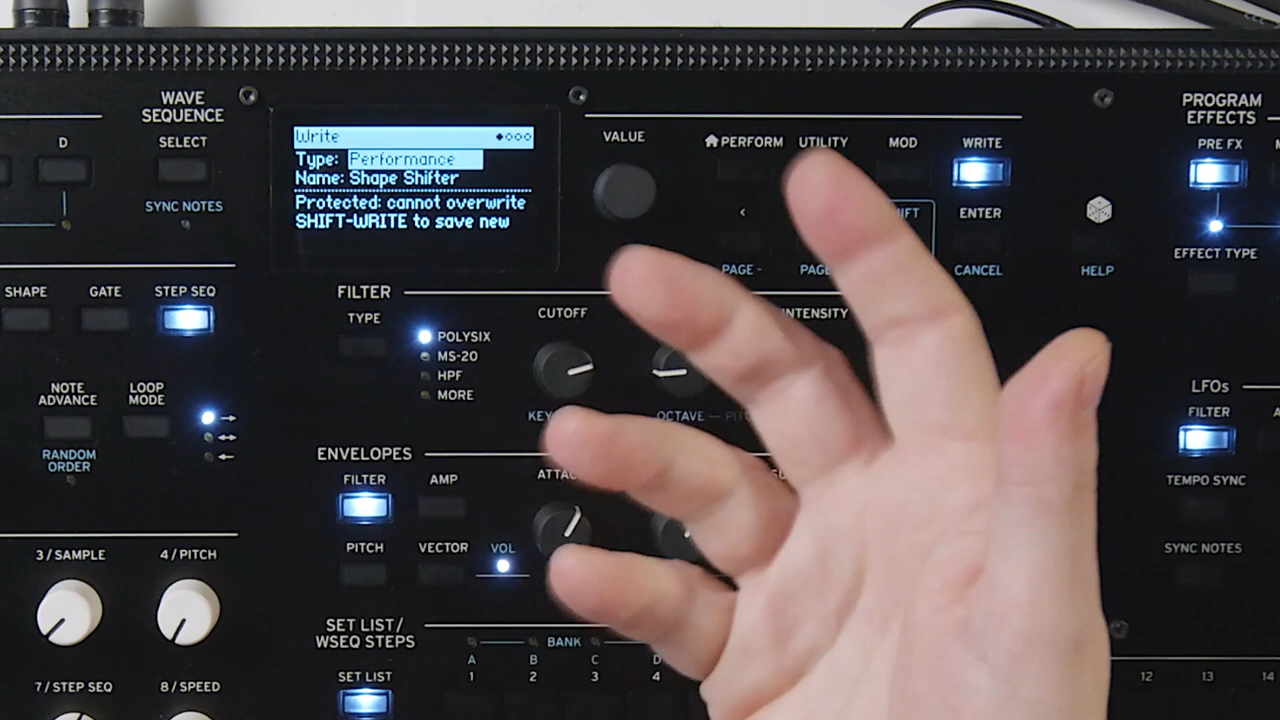 WAVE
SEQUENCE
D
SELECT
SYNC NOTES
Write
Type: Performance
Name: Shape Shifter
Protected: cannot overwrite
SHIFT-WRITE to save new
VALUE
PERFORM
UTILITY
MOD
WRITE
<
ENTER
PAGE -
PAGE
CANCEL
HELP
PROGRAM
EFFECTS
PRE FX
EFFECT TYPE
SHAPE
GATE
STEP SEQ
FILTER
TYPE
POLYSIX
MS-20
HPF
MORE
CUTOFF
INTENSITY
KEY
OCTAVE
NOTE
ADVANCE
LOOP
MODE
RANDOM
ORDER
LFOs
FILTER
TEMPO SYNC
SYNC NOTES
ENVELOPES
FILTER
AMP
PITCH
VECTOR
VOL
3 / SAMPLE
4 / PITCH
7 / STEP SEQ
8 / SPEED
SET LIST /
WSEQ STEPS
SET LIST
BANK
A B C D
1 2 3 4
12 13 14